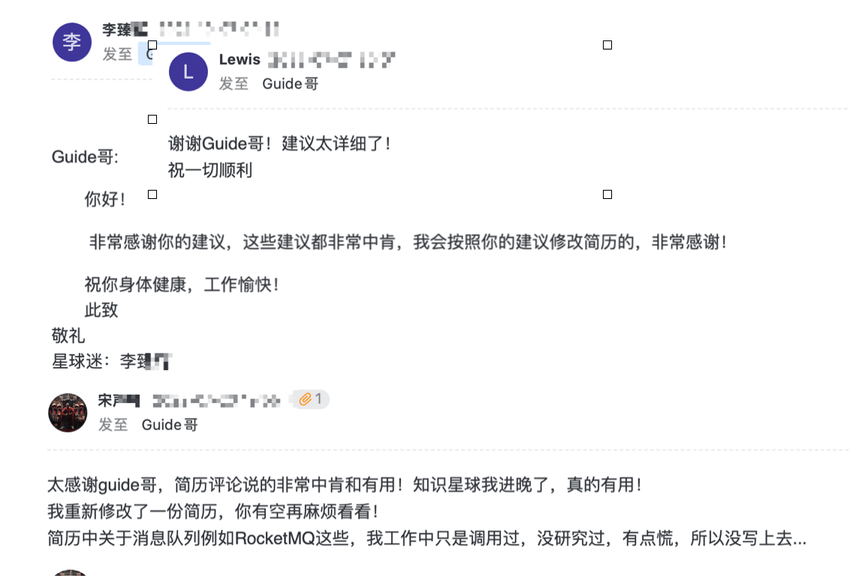 李
李臻
发至 G
L
Lewis
发至 Guide哥
谢谢Guide哥！建议太详细了！
祝一切顺利
Guide哥:
你好！
非常感谢你的建议，这些建议都非常中肯，我会按照你的建议修改简历的，非常感谢！
祝你身体健康，工作愉快！
此致
敬礼
星球迷：李臻
宋
1
发至 Guide哥
太感谢guide哥，简历评论说的非常中肯和有用！知识星球我进晚了，真的有用！
我重新修改了一份简历，你有空再麻烦看看！
简历中关于消息队列例如RocketMQ这些，我工作中只是调用过，没研究过，有点慌，所以没写上去...